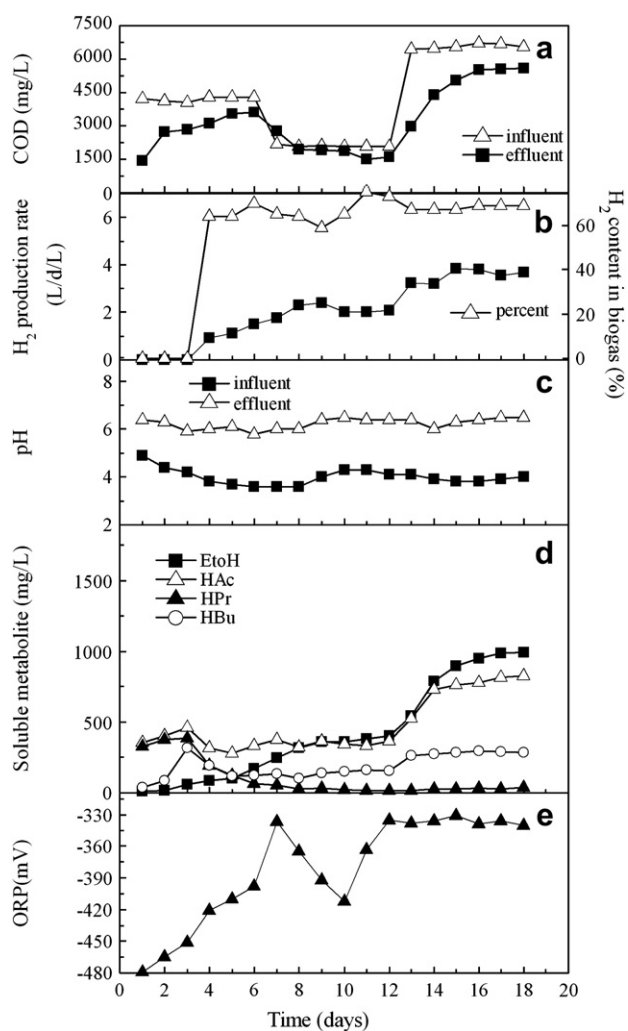 7500
6000
4500
3000
1500
0
COD (mg/L)
a
influent
effluent
6
4
2
0
H2 production rate
(L/d/L)
b
percent
60
40
20
0
H2 content
in biogas (%)
8
6
4
2
pH
c
influent
effluent
1500
1000
500
0
Soluble metabolite (mg/L)
d
EtoH
HAc
HPr
HBu
-330
-360
-390
-420
-450
-480
ORP(mV)
e
0 2 4 6 8 10 12 14 16 18 20
Time (days)